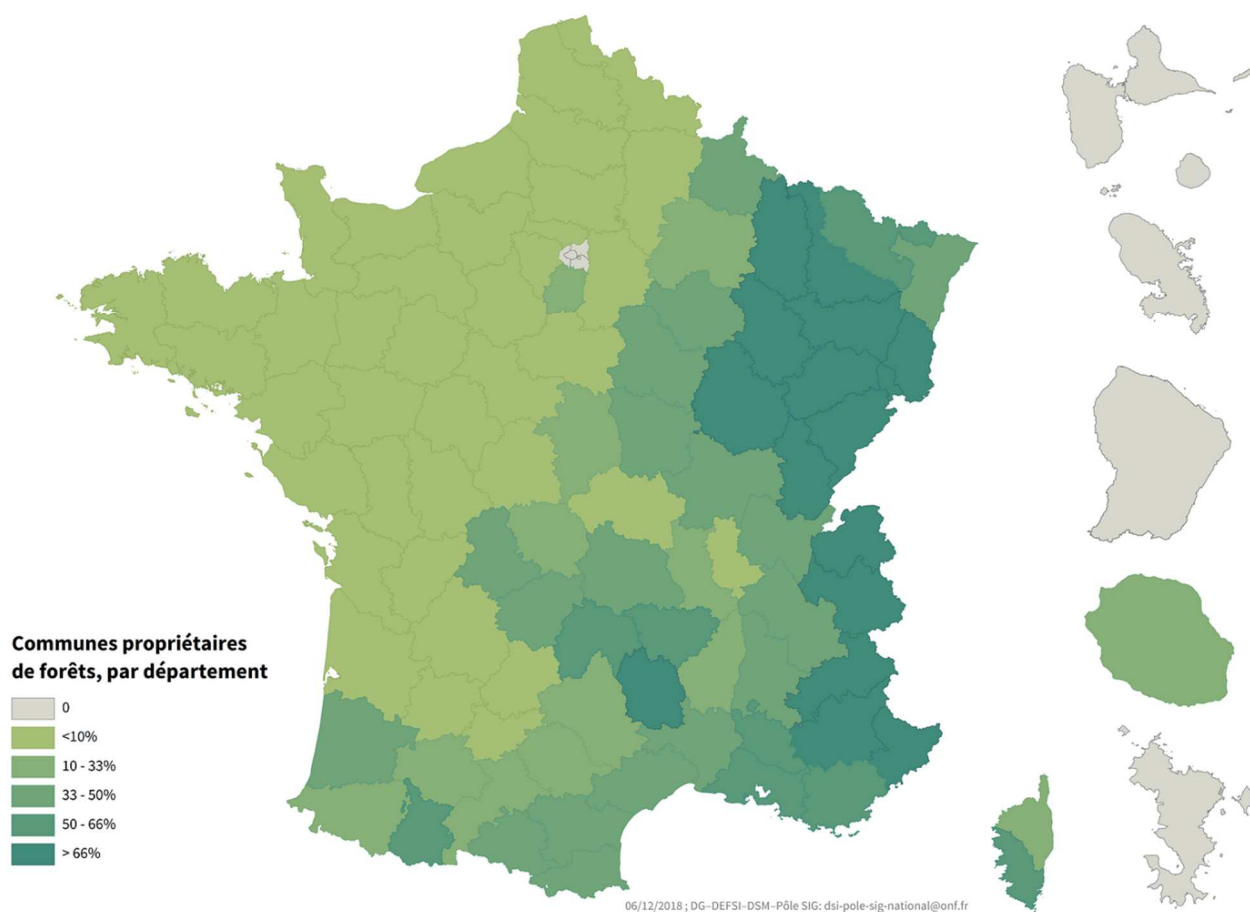 Communes propriétaires
de forêts, par département
0
<10%
10 - 33%
33 - 50%
50 - 66%
> 66%
06/12/2018 ; DG–DEFSI–DSM–Pôle SIG: dsi-pole-sig-national@onf.fr